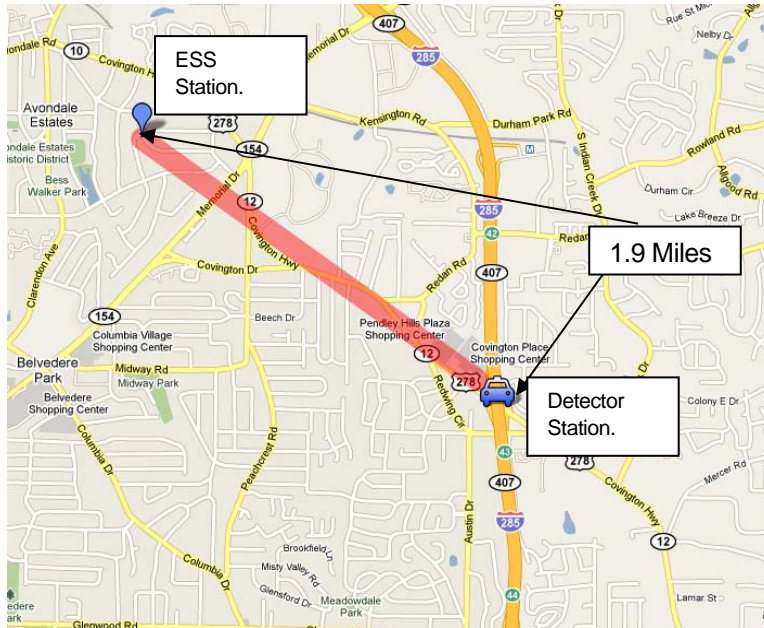 407
Rue St Mic
Nelby Dr
ondale Rd
10
Covington H
ESS
Station.
Memorial Dr
285
Avondale
Estates
278
Kensington Rd
Durham Park Rd
Rowland Rd
Allgood Rd
ondale Estates
istoric District
154
M
S Indian Creek Dr
Bess
Walker Park
Memorial Dr
12
285
Durham Cir
Lake Breeze Dr
Covington Hwy
42
Redan
Clarendon Ave
Covington Dr
Redan Rd
407
1.9 Miles
154
Beech Dr
Columbia Village
Shopping Center
Pendley Hills Plaza
Shopping Center
12
Covington Place
Shopping Center
Belvedere
Park
Midway Rd
Midway Park
278
Belvedere
Shopping Center
Redwing Cir
Detector
Station.
Colony E Dr
Columbia Dr
Peachcrest Rd
43
278
Mercer Rd
407
Covington Hwy
Austin Dr
285
12
Brookfield Ln
Misty Valley Rd
Columbia Dr
Glensford Dr
Meadowdale
Park
44
Lamar St
edere
Park
Glenwood Rd